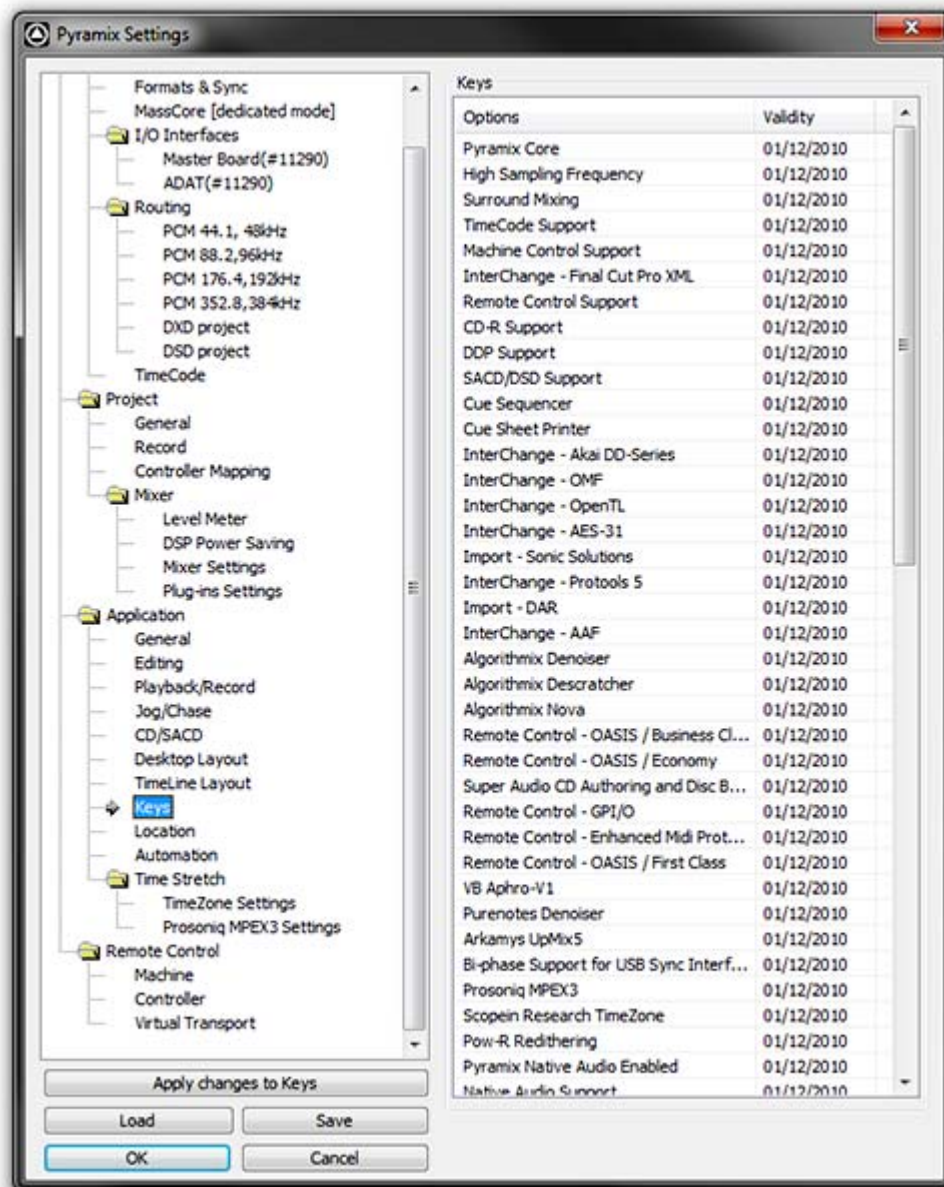 Pyramix Settings
Formats & Sync
MassCore [dedicated mode]
I/O Interfaces
Master Board(#11290)
ADAT(#11290)
Routing
PCM 44.1, 48kHz
PCM 88.2,96kHz
PCM 176.4,192kHz
PCM 352.8,384kHz
DXD project
DSD project
TimeCode
Project
General
Record
Controller Mapping
Mixer
Level Meter
DSP Power Saving
Mixer Settings
Plug-ins Settings
Application
General
Editing
Playback/Record
Jog/Chase
CD/SACD
Desktop Layout
TimeLine Layout
Keys
Location
Automation
Time Stretch
TimeZone Settings
Prosoniq MPEX3 Settings
Remote Control
Machine
Controller
Virtual Transport
Apply changes to Keys
Load Save
OK Cancel
Keys
Options Validity
Pyramix Core 01/12/2010
High Sampling Frequency 01/12/2010
Surround Mixing 01/12/2010
TimeCode Support 01/12/2010
Machine Control Support 01/12/2010
InterChange - Final Cut Pro XML 01/12/2010
Remote Control Support 01/12/2010
CD-R Support 01/12/2010
DDP Support 01/12/2010
SACD/DSD Support 01/12/2010
Cue Sequencer 01/12/2010
Cue Sheet Printer 01/12/2010
InterChange - Akai DD-Series 01/12/2010
InterChange - OMF 01/12/2010
InterChange - OpenTL 01/12/2010
InterChange - AES-31 01/12/2010
Import - Sonic Solutions 01/12/2010
InterChange - Protools 5 01/12/2010
Import - DAR 01/12/2010
InterChange - AAF 01/12/2010
Algorithmix Denoiser 01/12/2010
Algorithmix Descratcher 01/12/2010
Algorithmix Nova 01/12/2010
Remote Control - OASIS / Business Cl... 01/12/2010
Remote Control - OASIS / Economy 01/12/2010
Super Audio CD Authoring and Disc B... 01/12/2010
Remote Control - GPI/O 01/12/2010
Remote Control - Enhanced Midi Prot... 01/12/2010
Remote Control - OASIS / First Class 01/12/2010
VB Aphro-V1 01/12/2010
Purenotes Denoiser 01/12/2010
Arkamys UpMix5 01/12/2010
Bi-phase Support for USB Sync Interf... 01/12/2010
Prosoniq MPEX3 01/12/2010
Scopein Research TimeZone 01/12/2010
Pow-R Redithering 01/12/2010
Pyramix Native Audio Enabled 01/12/2010
Native Audio Support 01/12/2010